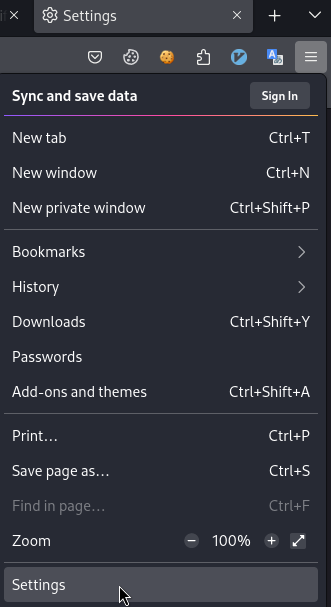 Settings
Sync and save data Sign In
New tab Ctrl+T
New window Ctrl+N
New private window Ctrl+Shift+P
Bookmarks
History
Downloads Ctrl+Shift+Y
Passwords
Add-ons and themes Ctrl+Shift+A
Print… Ctrl+P
Save page as… Ctrl+S
Find in page… Ctrl+F
Zoom 100%
Settings